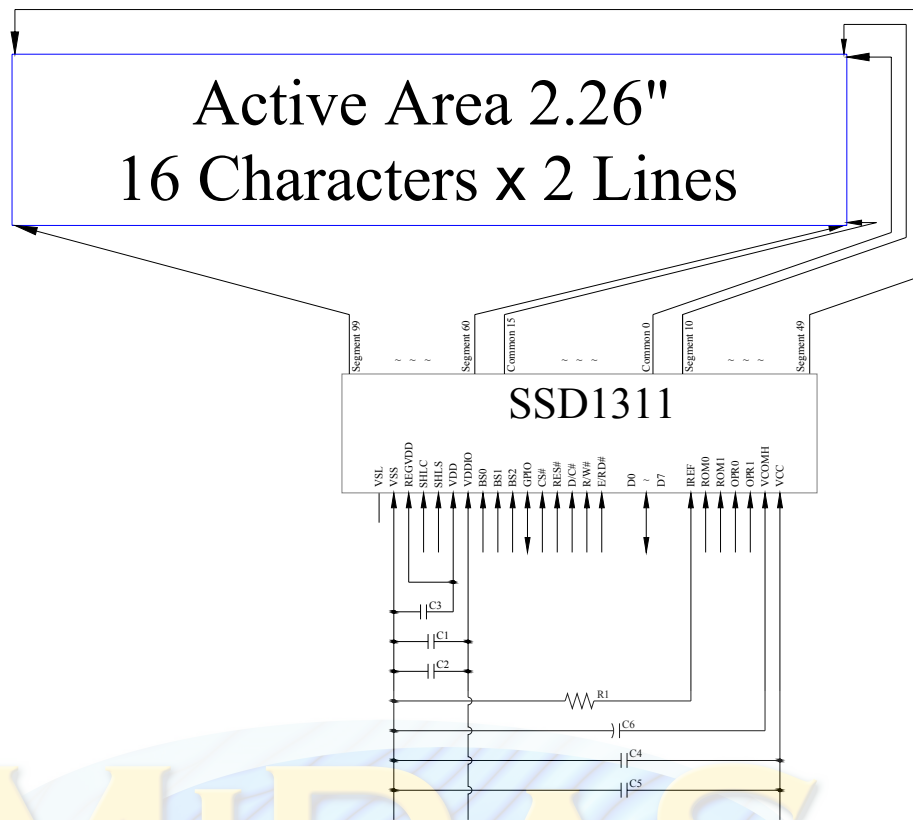 Active Area 2.26"
16 Characters x 2 Lines
Segment 99
~ ~ ~
Segment 60
Common 15
~ ~ ~
Common 0
Segment 10
~ ~ ~
Segment 49
SSD1311
VSL
VSS
REGVDD
SHLC
SHLS
VDD
VDDIO
BS0
BS1
BS2
GPIO
CS#
RES#
D/C#
R/W#
E/RD#
D0
~
D7
IREF
ROM0
ROM1
OPR0
OPR1
VCOMH
VCC
C3
C1
C2
R1
C6
C4
C5
MIDAS